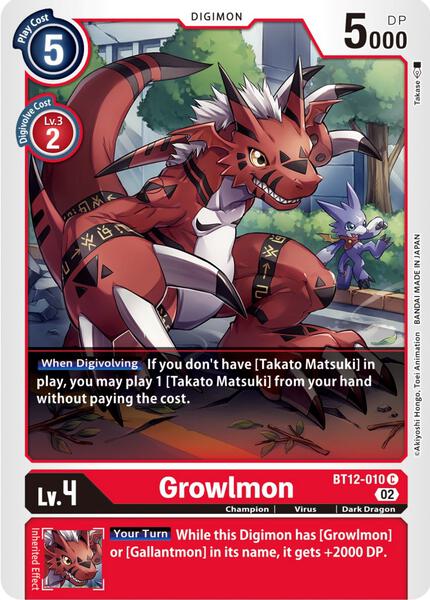 DIGIMON
Play Cost
5
DP
5000
Digivolve Cost
Lv.3
2
Takase
When Digivolving If you don't have [Takato Matsuki] in
play, you may play 1 [Takato Matsuki] from your hand
without paying the cost.
©Akiyoshi Hongo, Toei Animation BANDAI MADE IN JAPAN
BT12-010 C
02
Lv.4
Growlmon
Champion Virus Dark Dragon
Inherited Effect
Your Turn While this Digimon has [Growlmon]
or [Gallantmon] in its name, it gets +2000 DP.